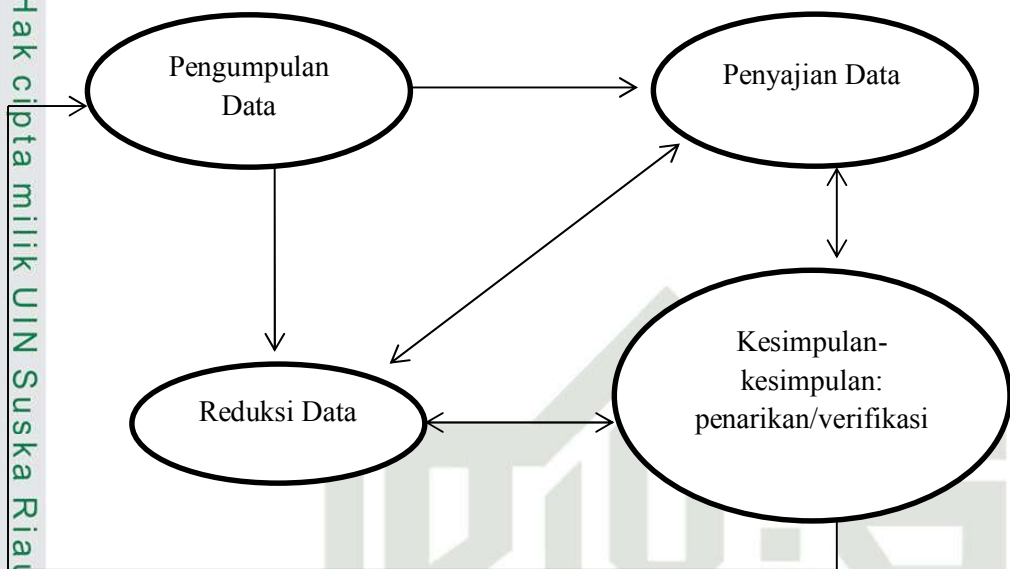 Hak cipta milik UIN Suska Riau
Pengumpulan
Data
Penyajian Data
Reduksi Data
Kesimpulan-
kesimpulan:
penarikan/verifikasi